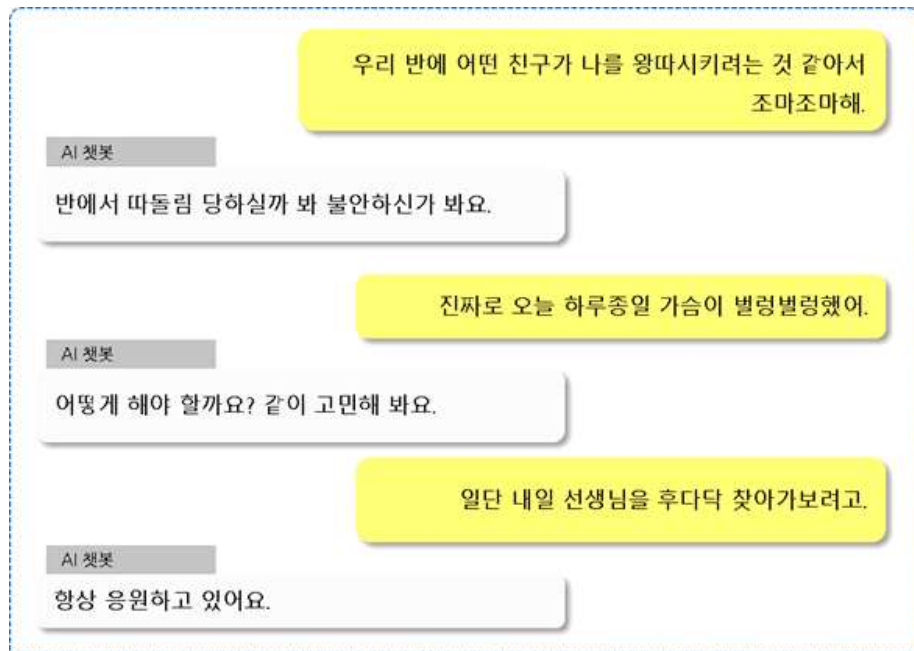 우리 반에 어떤 친구가 나를 왕따시키려는 것 같아서
조마조마해.
AI 챗봇
반에서 따돌림 당하실까 봐 불안하신가 봐요.
진짜로 오늘 하루종일 가슴이 벌렁벌렁했어.
AI 챗봇
어떻게 해야 할까요? 같이 고민해 봐요.
일단 내일 선생님을 후다닥 찾아가보려고.
AI 챗봇
항상 응원하고 있어요.